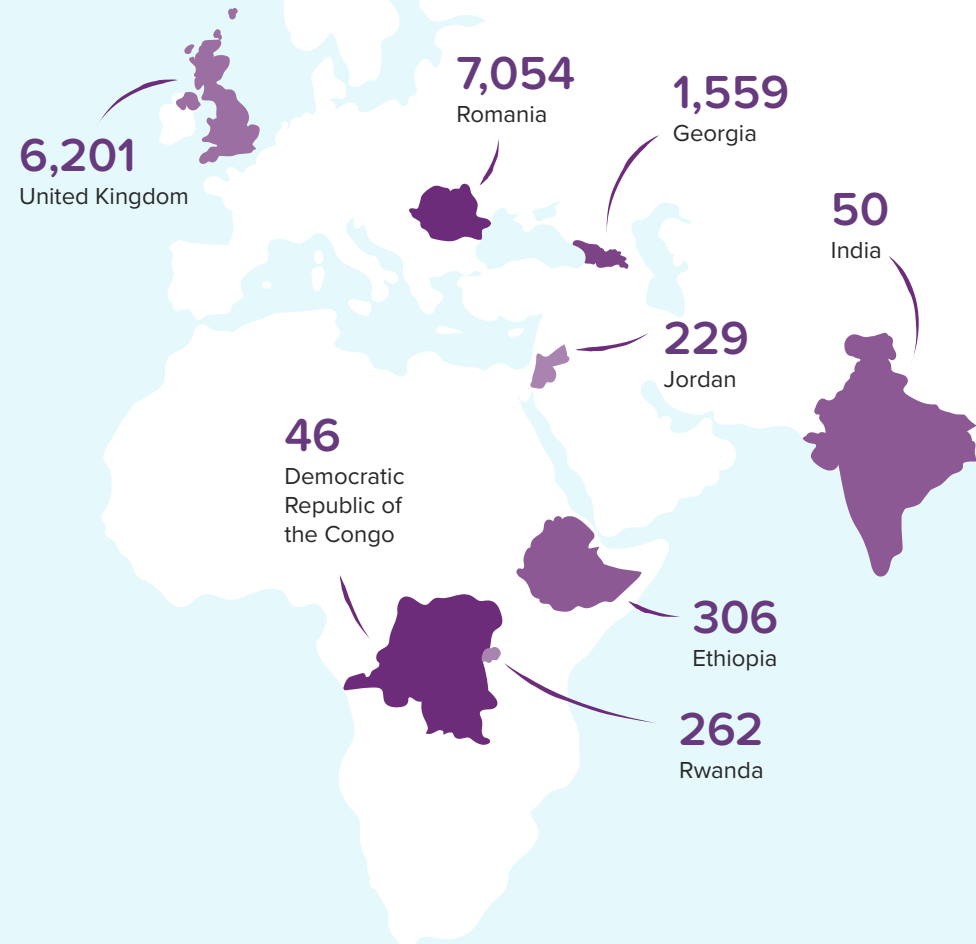 7,054
Romania
1,559
Georgia
6,201
United Kingdom
50
India
229
Jordan
46
Democratic
Republic of
the Congo
306
Ethiopia
262
Rwanda